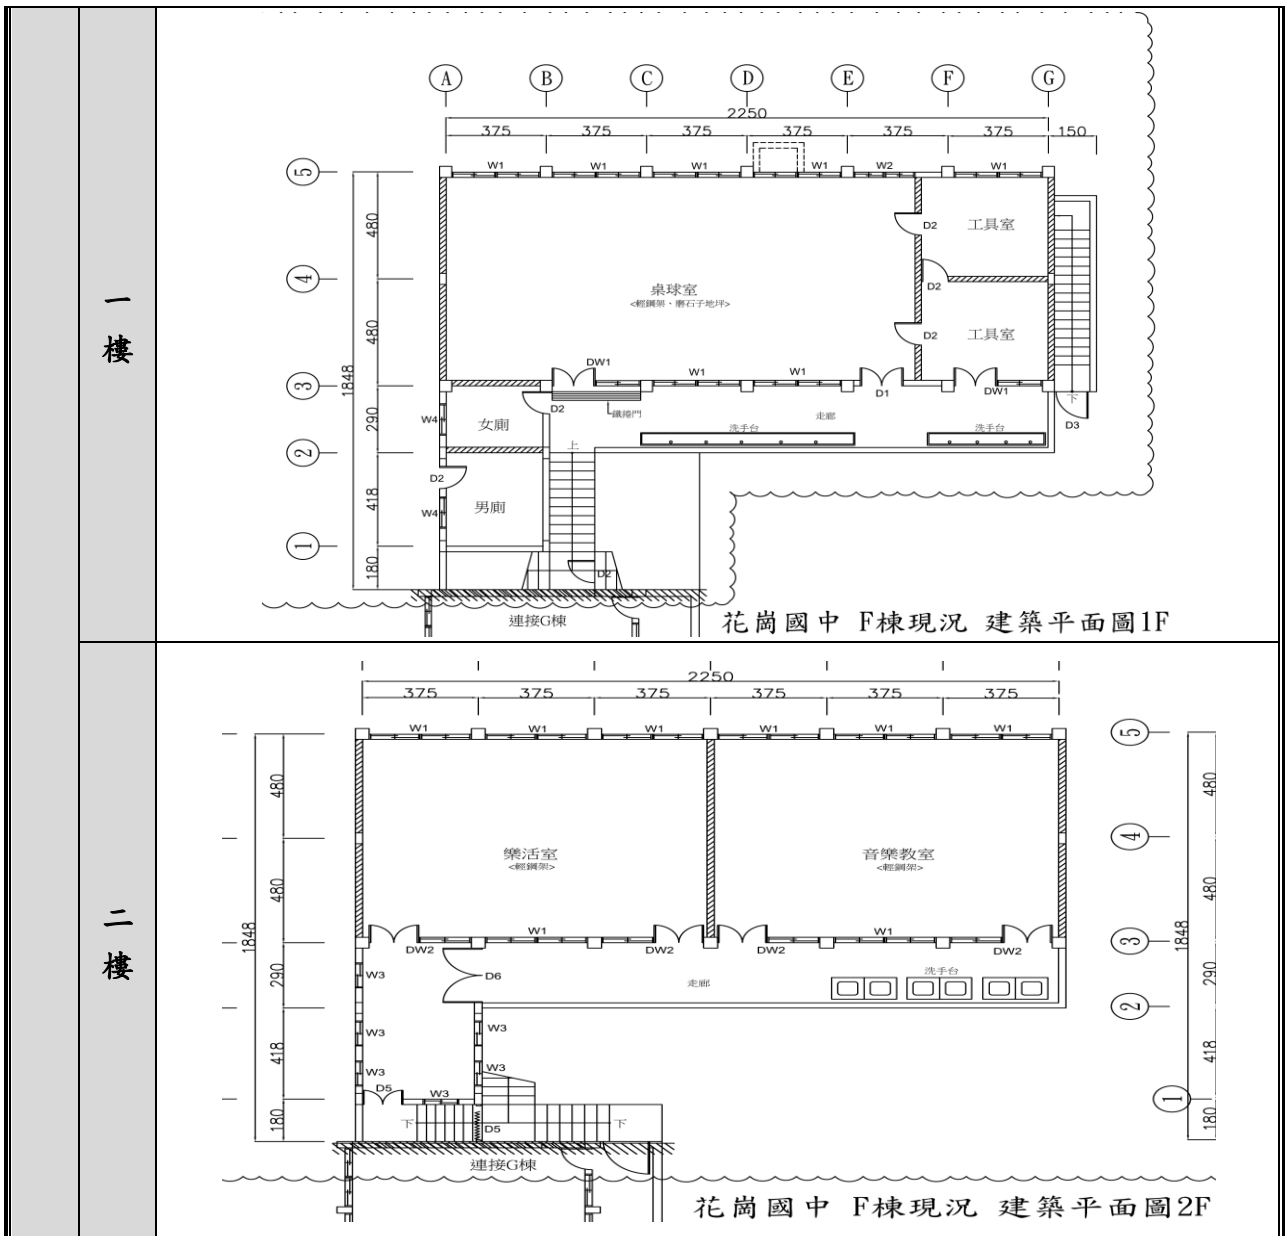 一樓
A B C D E F G
2250
375 375 375 375 375 375 150
5 W1 W1 W1 W1 W2 W1
480
D2 工具室
4
D2
桌球室
<輕鋼架、磨石子地坪>
480
D2 工具室
1848
DW1 W1 W1
3 D1 DW1 下
D2 鐵捲門 走廊
290 W4 女廁 洗手台 洗手台 D3
2 上
D2
418 W4 男廁
1
180 D2
連接G棟
花崗國中 F棟現況 建築平面圖1F
二樓
2250
375 375 375 375 375 375
W1 W1 W1 W1 W1 W1 5
480 480
4
樂活室 音樂教室
<輕鋼架> <輕鋼架>
480 480
1848 W1 W1 1848
DW2 DW2 DW2 DW2 3
290 W3 D6 走廊 洗手台 290
2
W3 W3
418 418
W3 W3
D5 W3 1
180 下 D5 下 180
連接G棟
花崗國中 F棟現況 建築平面圖2F